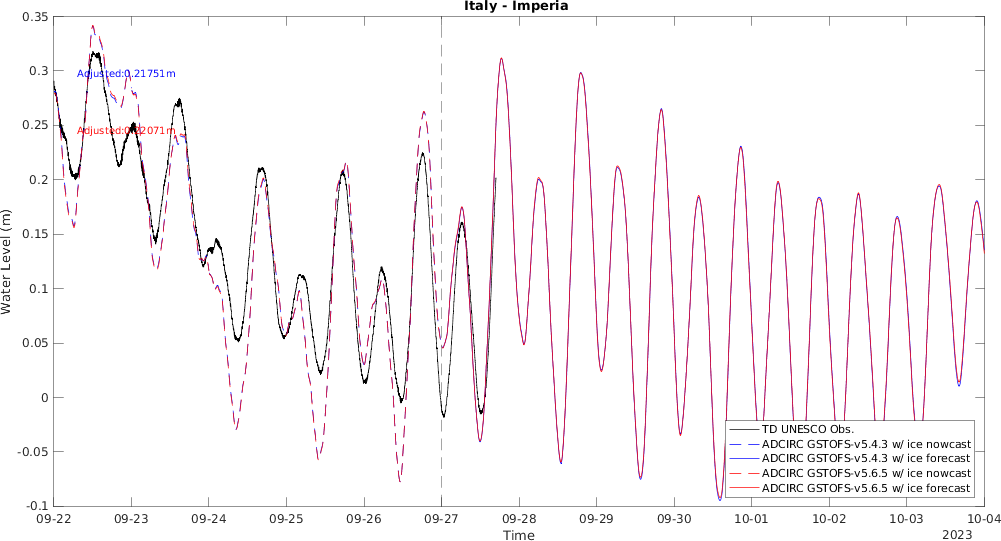 Italy - Imperia
0.35
0.3
0.25
0.2
0.15
0.1
0.05
0
-0.05
-0.1
Water Level (m)
Adjusted:0.21751m
Adjusted:0.22071m
TD UNESCO Obs.
ADCIRC GSTOFS-v5.4.3 w/ ice nowcast
ADCIRC GSTOFS-v5.4.3 w/ ice forecast
ADCIRC GSTOFS-v5.6.5 w/ ice nowcast
ADCIRC GSTOFS-v5.6.5 w/ ice forecast
09-22 09-23 09-24 09-25 09-26 09-27 09-28 09-29 09-30 10-01 10-02 10-03 10-04
Time
2023